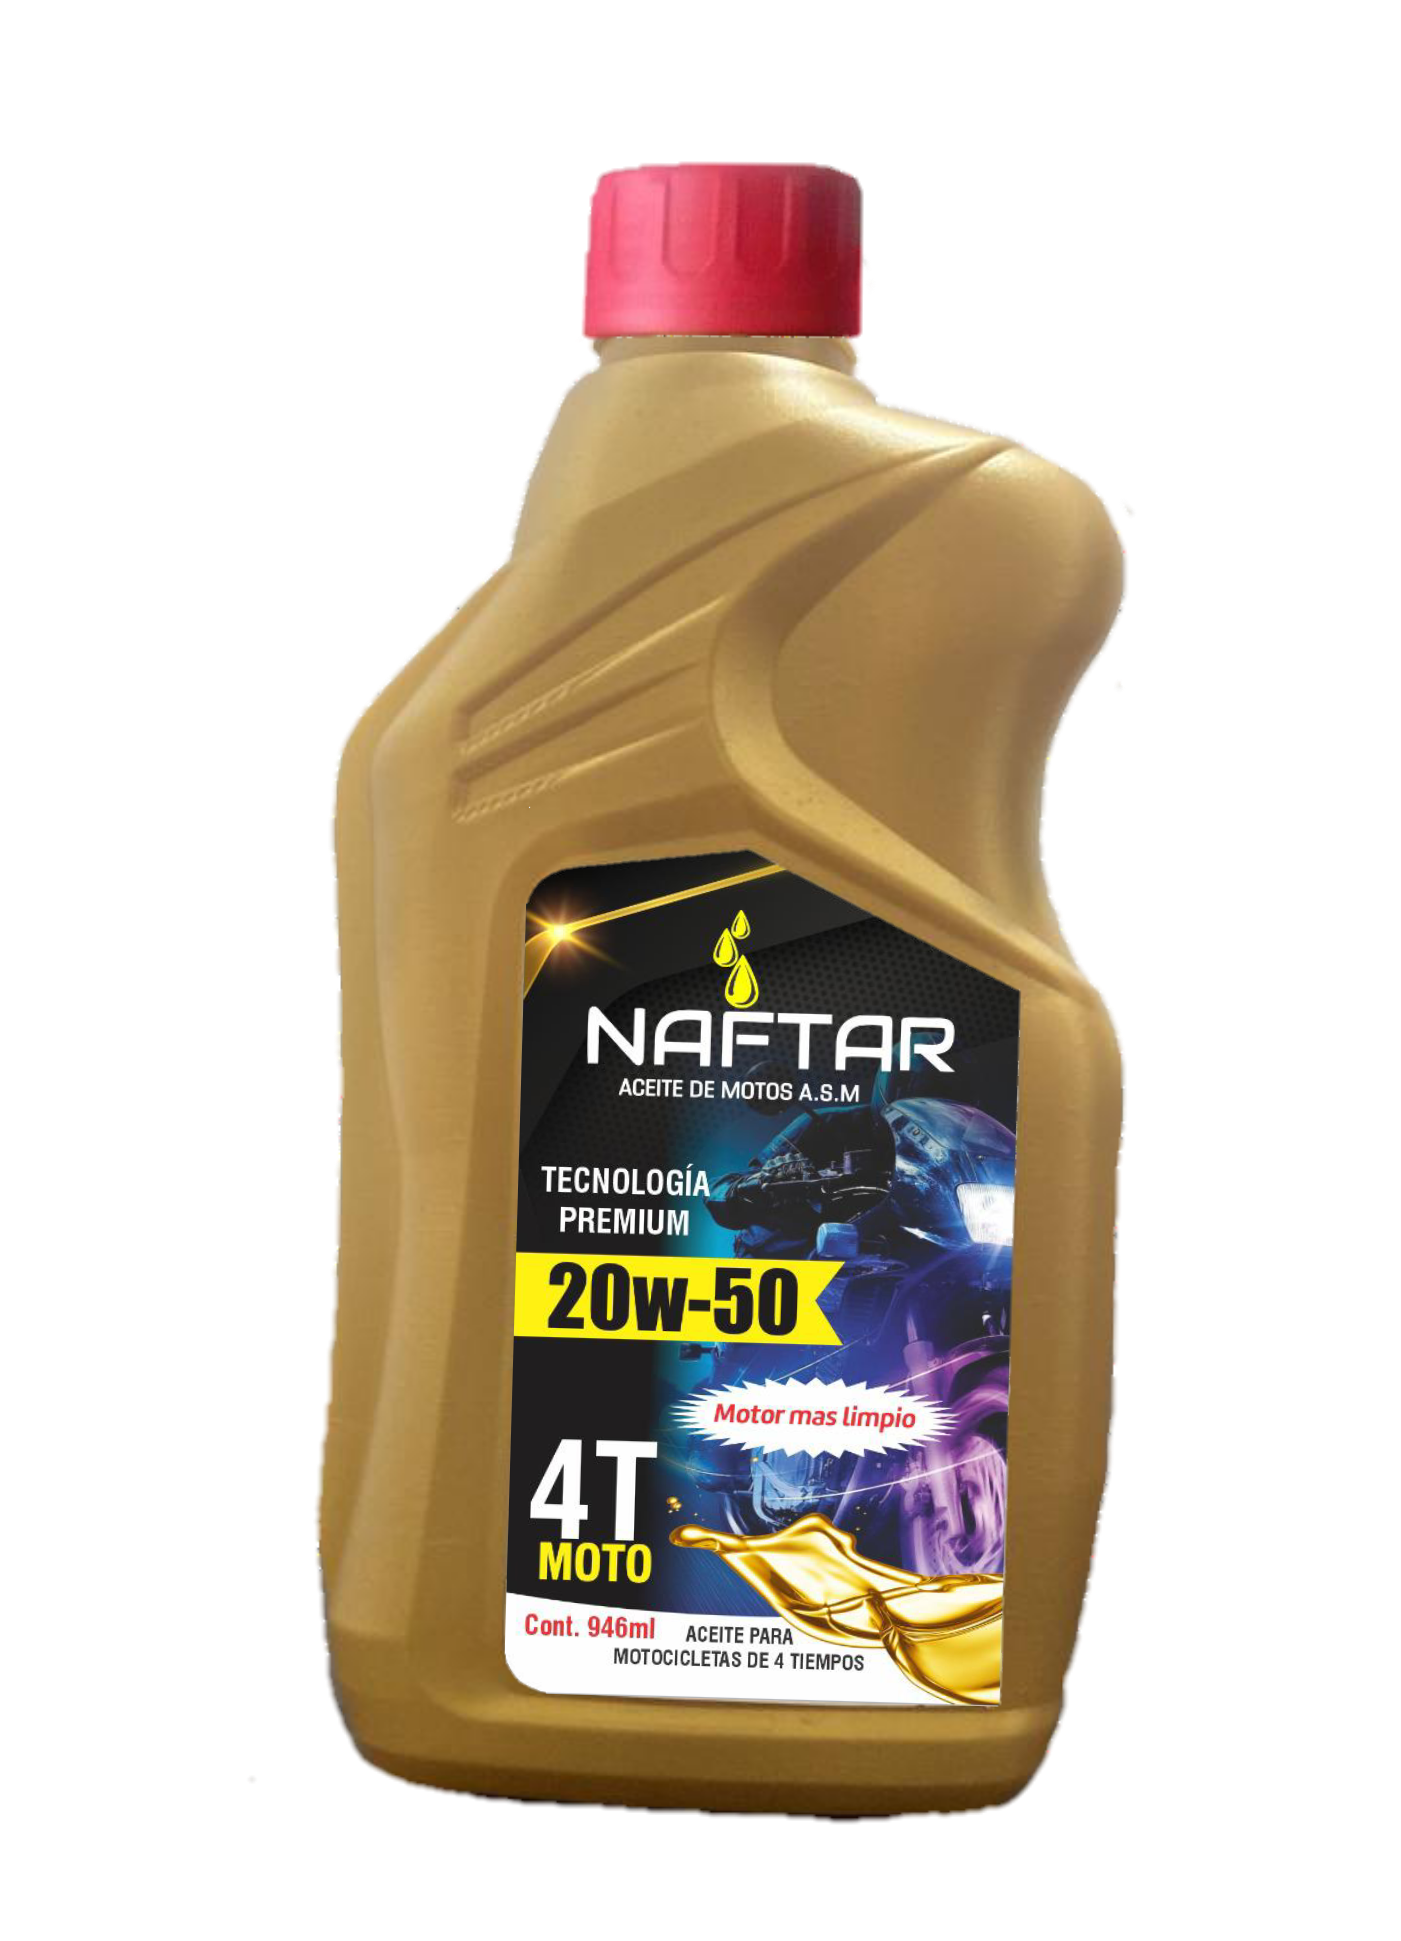 NAFTAR
ACEITE DE MOTOS A.S.M
TECNOLOGÍA
PREMIUM
20w-50
Motor mas limpio
4T
MOTO
Cont. 946ml
ACEITE PARA
MOTOCICLETAS DE 4 TIEMPOS